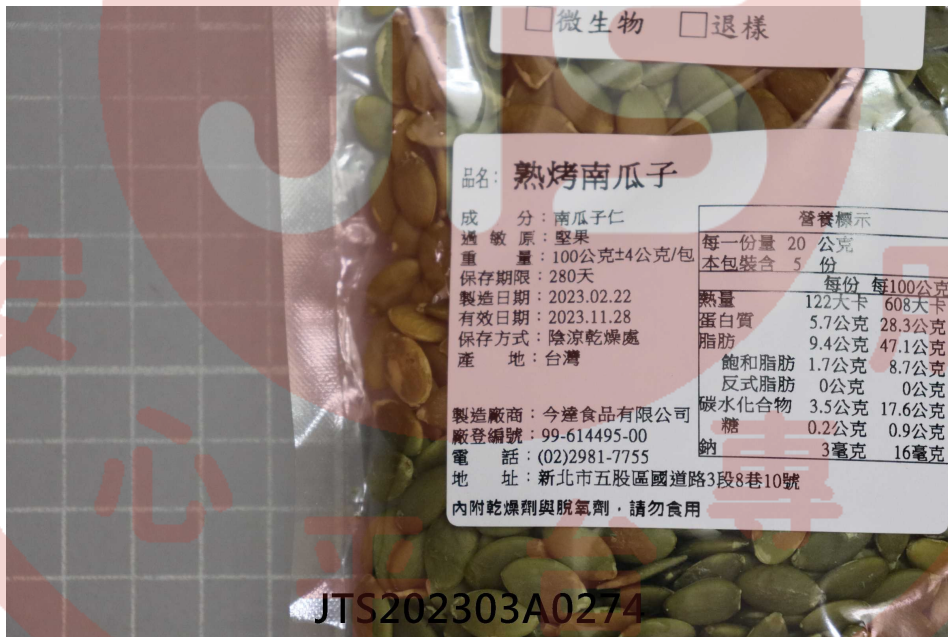 □微生物 □退樣
品名: 熟烤南瓜子
成 分:南瓜子仁
過 敏 原:堅果
重 量:100公克±4公克/包
保存期限:280天
製造日期:2023.02.22
有效日期:2023.11.28
保存方式:陰涼乾燥處
產 地:台灣
製造廠商:今達食品有限公司
廠登編號:99-614495-00
電 話:(02)2981-7755
地 址:新北市五股區國道路3段8巷10號
內附乾燥劑與脫氧劑,請勿食用
營養標示
每一份量 20 公克
本包裝含 5 份
每份 每100公克
熱量 122大卡 608大卡
蛋白質 5.7公克 28.3公克
脂肪 9.4公克 47.1公克
飽和脂肪 1.7公克 8.7公克
反式脂肪 0公克 0公克
碳水化合物 3.5公克 17.6公克
糖 0.2公克 0.9公克
鈉 3毫克 16毫克
安
心
專
JTS202303A0274